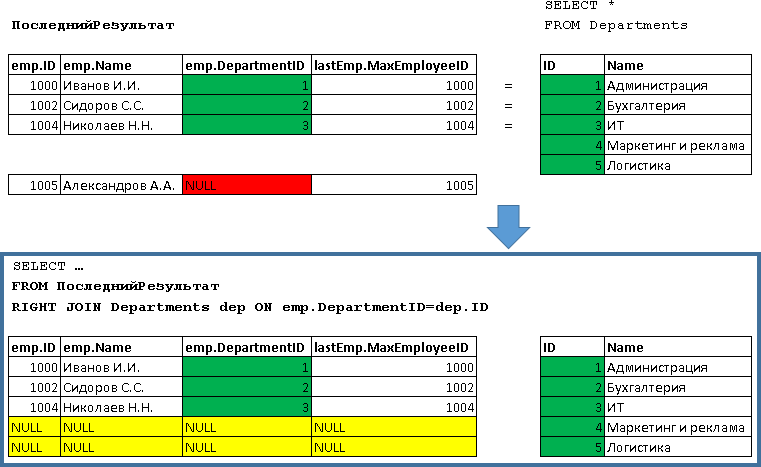 SELECT *
ПоследнийРезультат FROM Departments
emp.ID emp.Name emp.DepartmentID lastEmp.MaxEmployeeID ID Name
1000 Иванов И.И. 1 1000 = 1 Администрация
1002 Сидоров С.С. 2 1002 = 2 Бухгалтерия
1004 Николаев Н.Н. 3 1004 = 3 ИТ
4 Маркетинг и реклама
5 Логистика
1005 Александров А.А. NULL 1005
SELECT …
FROM ПоследнийРезультат
RIGHT JOIN Departments dep ON emp.DepartmentID=dep.ID
emp.ID emp.Name emp.DepartmentID lastEmp.MaxEmployeeID ID Name
1000 Иванов И.И. 1 1000 1 Администрация
1002 Сидоров С.С. 2 1002 2 Бухгалтерия
1004 Николаев Н.Н. 3 1004 3 ИТ
NULL NULL NULL NULL 4 Маркетинг и реклама
NULL NULL NULL NULL 5 Логистика